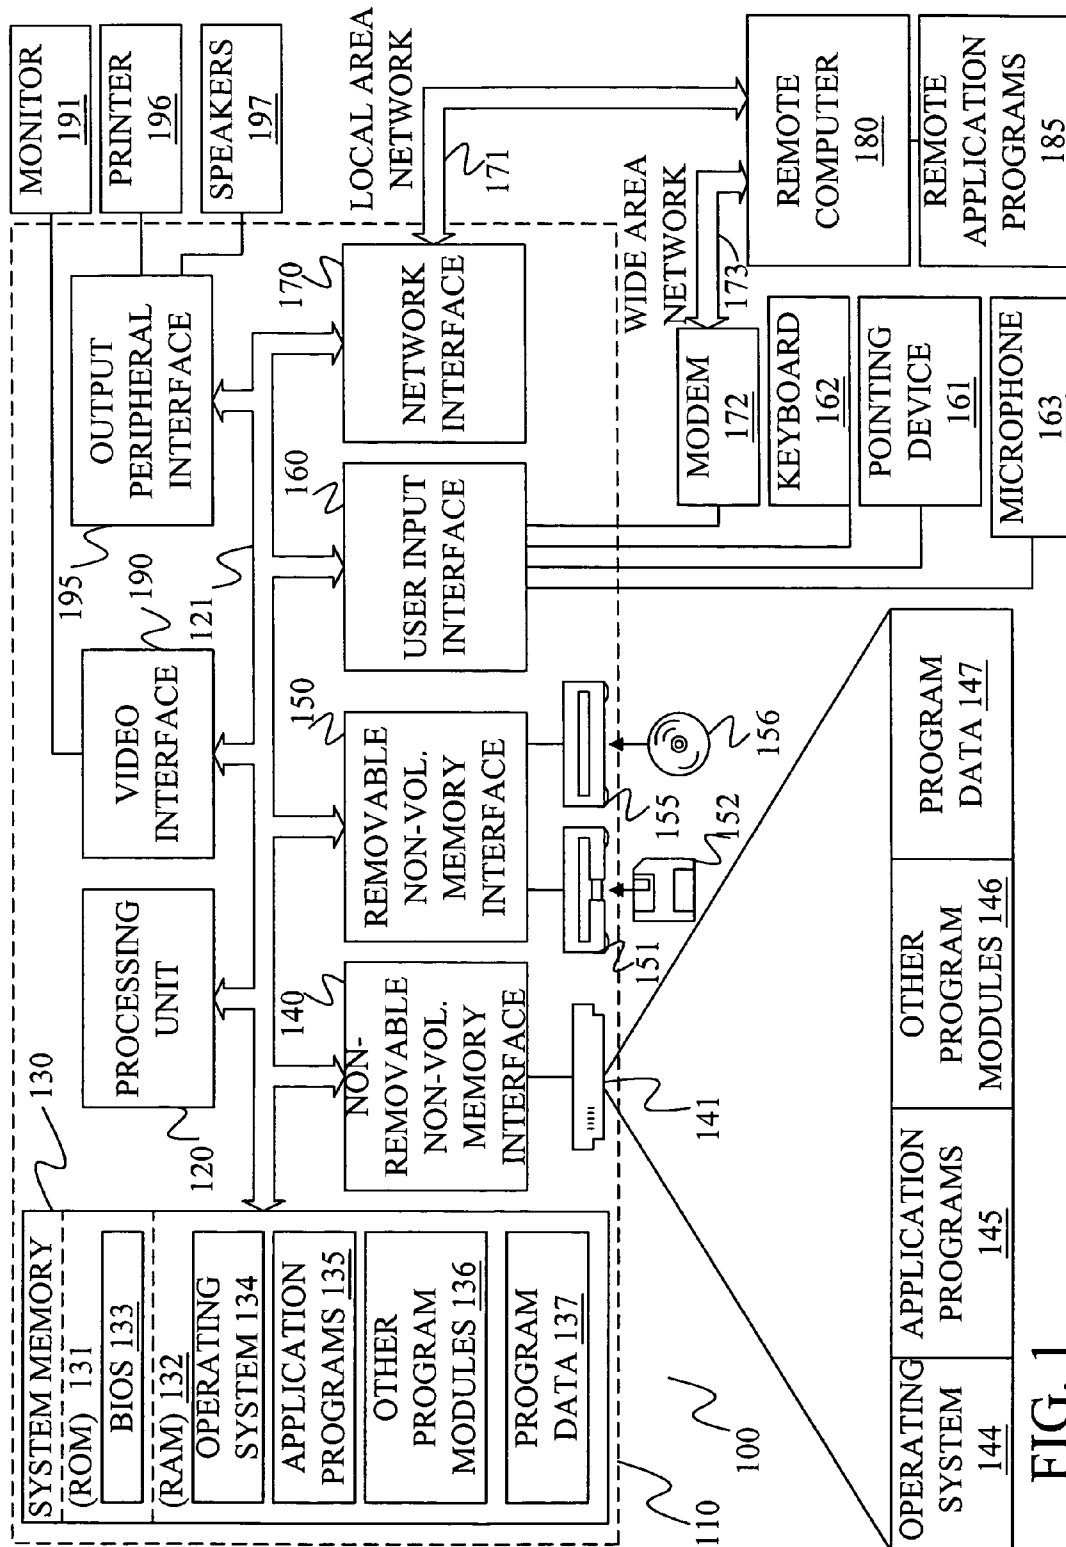 SYSTEM MEMORY
(ROM) 131
BIOS 133
(RAM) 132
OPERATING
SYSTEM 134
APPLICATION
PROGRAMS 135
OTHER
PROGRAM
MODULES 136
PROGRAM
DATA 137
130
PROCESSING
UNIT
120
VIDEO
INTERFACE
190
121
OUTPUT
PERIPHERAL
INTERFACE
195
MONITOR
191
PRINTER
196
SPEAKERS
197
NON-
REMOVABLE
NON-VOL.
MEMORY
INTERFACE
140
REMOVABLE
NON-VOL.
MEMORY
INTERFACE
150
USER INPUT
INTERFACE
160
NETWORK
INTERFACE
170
LOCAL AREA
NETWORK
171
WIDE AREA
NETWORK
173
141
151
152
155
156
MODEM
172
KEYBOARD
162
POINTING
DEVICE
161
MICROPHONE
163
REMOTE
COMPUTER
180
REMOTE
APPLICATION
PROGRAMS
185
110
100
OPERATING
SYSTEM
144
APPLICATION
PROGRAMS
145
OTHER
PROGRAM
MODULES 146
PROGRAM
DATA 147
FIG. 1